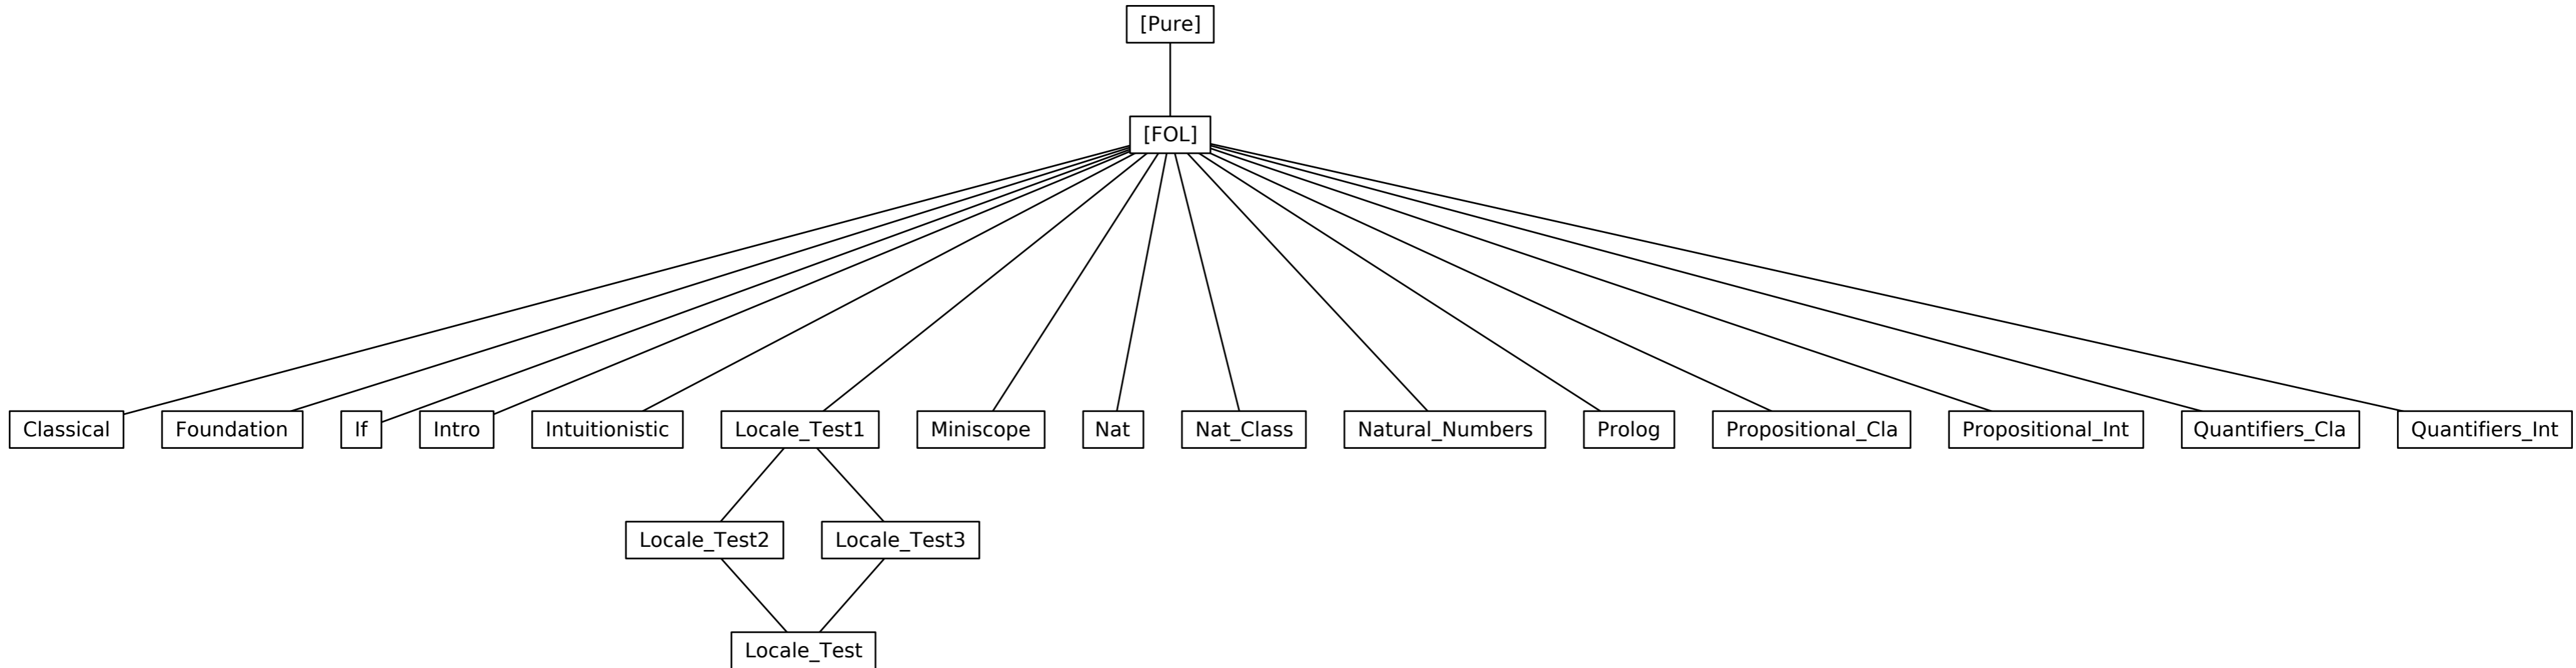 [Pure]
[FOL]
Classical
Foundation
If
Intro
Intuitionistic
Locale_Test1
Miniscope
Nat
Nat_Class
Natural_Numbers
Prolog
Propositional_Cla
Propositional_Int
Quantifiers_Cla
Quantifiers_Int
Locale_Test2
Locale_Test3
Locale_Test